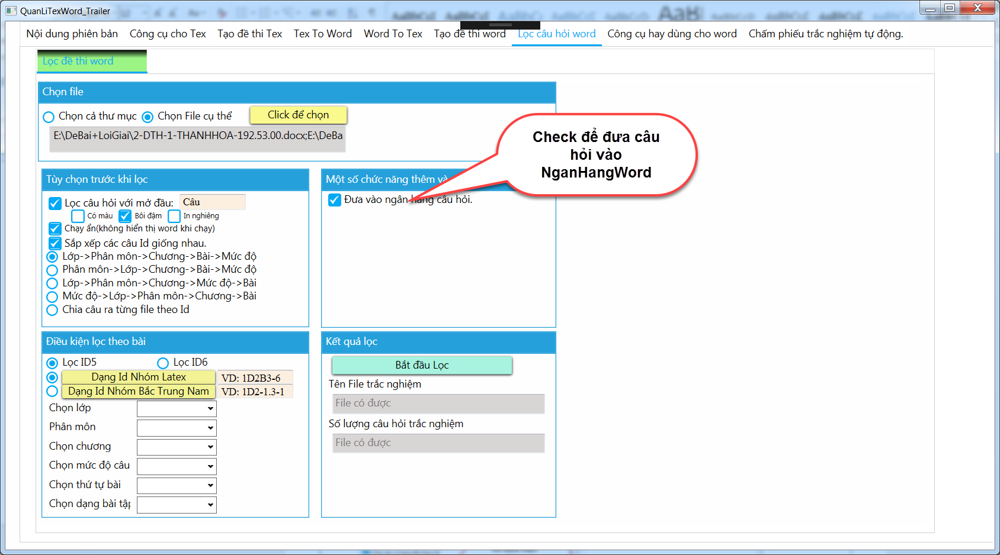 QuanLiTexWord_Trailer
Nội dung phiên bản Công cụ cho Tex Tạo đề thi Tex Tex To Word Word To Tex Tạo đề thi word Lọc câu hỏi word Công cụ hay dùng cho word Chấm phiếu trắc nghiệm tự động.
Lọc đề thi word
Chọn file
Chọn cả thư mục Chọn File cụ thể Click để chọn
E:\DeBai+LoiGiai\2-DTH-1-THANHHOA-192.53.00.docx;E:\DeBa
Check để đưa câu
hỏi vào
NganHangWord
Tùy chọn trước khi lọc
Lọc câu hỏi với mở đầu: Câu
Có màu Bôi đậm In nghiêng
Chạy ẩn(không hiển thị word khi chạy)
Sắp xếp các câu Id giống nhau.
Lớp->Phân môn->Chương->Bài->Mức độ
Phân môn->Lớp->Chương->Bài->Mức độ
Lớp->Phân môn->Chương->Mức độ->Bài
Mức độ->Lớp->Phân môn->Chương->Bài
Chia câu ra từng file theo Id
Một số chức năng thêm và
Đưa vào ngân hàng câu hỏi.
Điều kiện lọc theo bài
Lọc ID5 Lọc ID6
Dạng Id Nhóm Latex VD: 1D2B3-6
Dạng Id Nhóm Bắc Trung Nam VD: 1D2-1.3-1
Chọn lớp
Phân môn
Chọn chương
Chọn mức độ câu
Chọn thứ tự bài
Chọn dạng bài tập
Kết quả lọc
Bắt đầu Lọc
Tên File trắc nghiệm
File có được
Số lượng câu hỏi trắc nghiệm
File có được